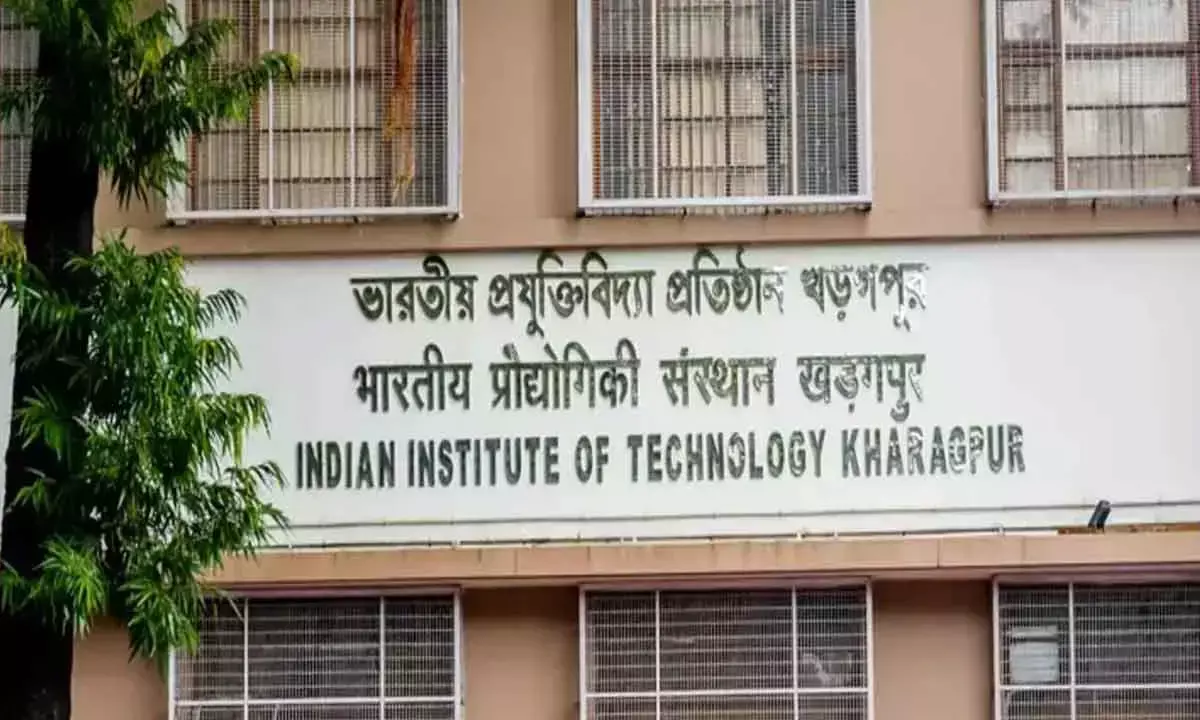 ভারতীয় প্রযুক্তিবিদ্যা প্রতিষ্ঠান খড়গপুর
भारतीय प्रौद्योगिकी संस्थान खड़गपुर
INDIAN INSTITUTE OF TECHNOLOGY KHARAGPUR